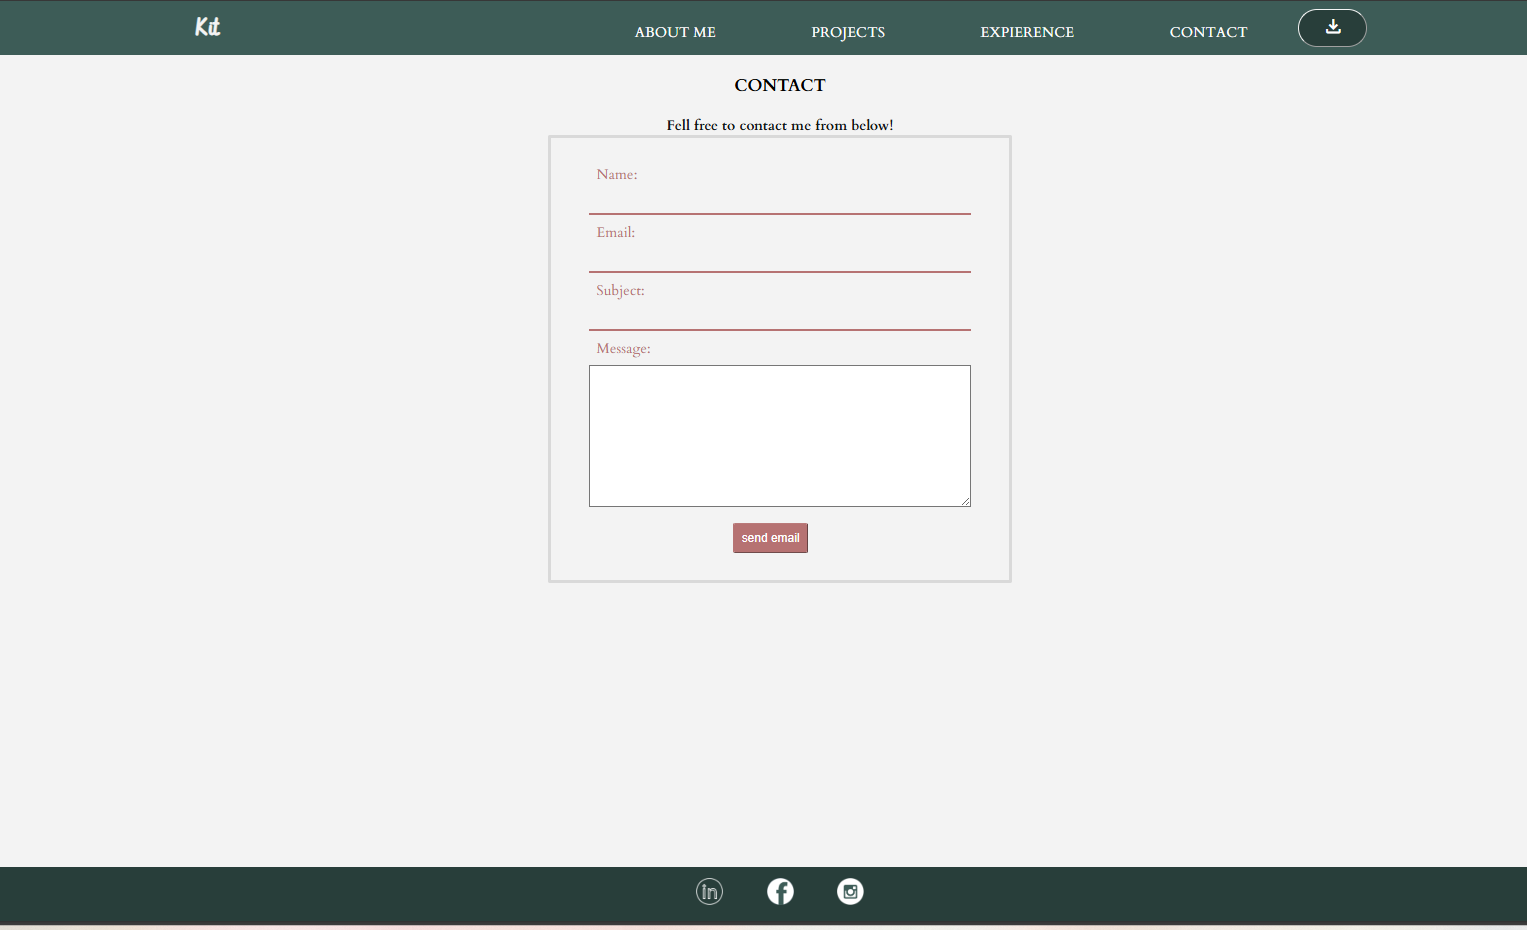 Kit
ABOUT ME
PROJECTS
EXPIERENCE
CONTACT
CONTACT
Fell free to contact me from below!
Name:
Email:
Subject:
Message:
send email
in
f